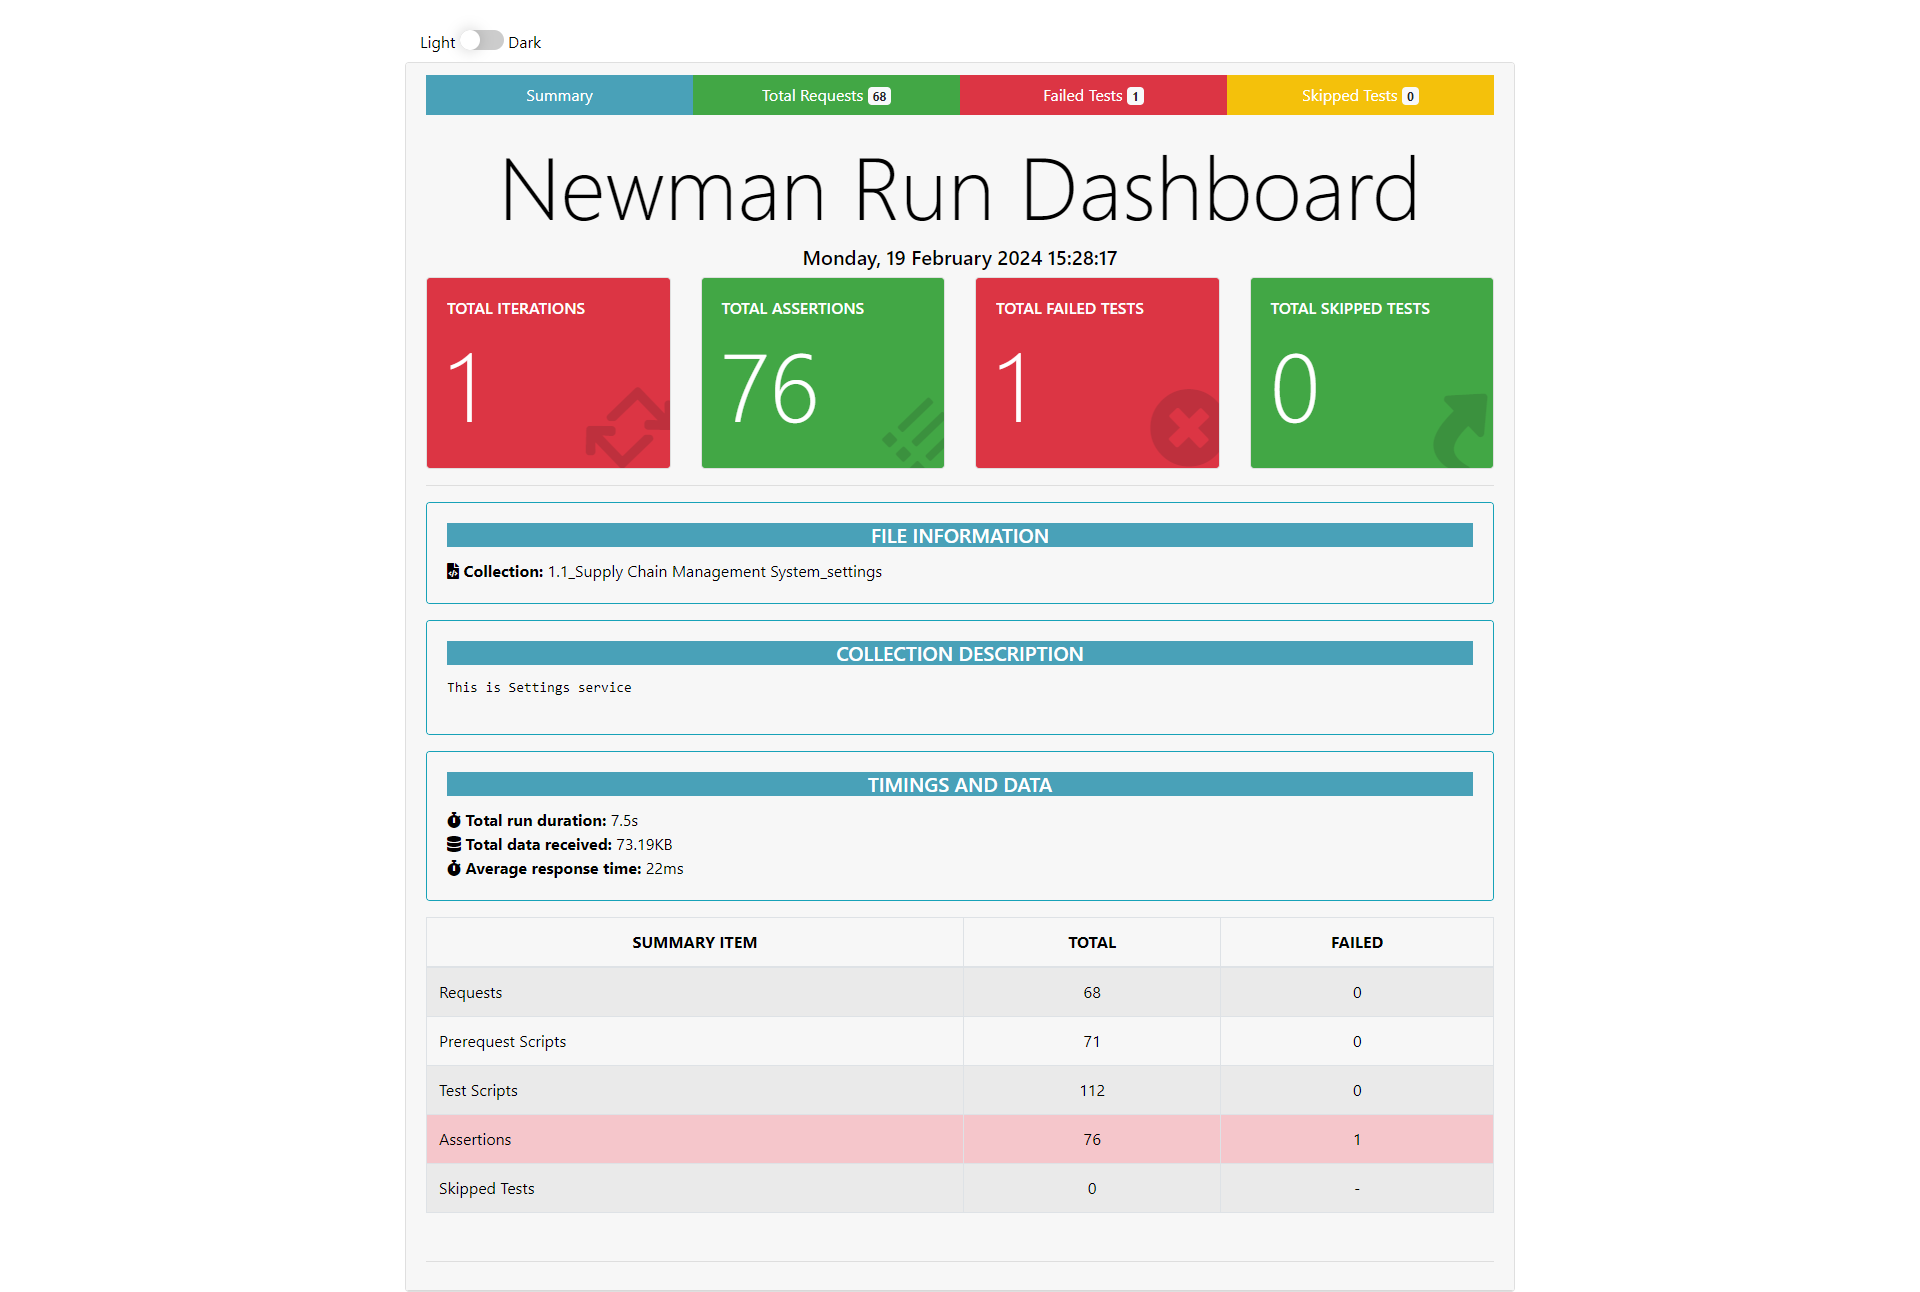 Light Dark
Summary Total Requests 68 Failed Tests 1 Skipped Tests 0
Newman Run Dashboard
Monday, 19 February 2024 15:28:17
TOTAL ITERATIONS
1
TOTAL ASSERTIONS
76
TOTAL FAILED TESTS
1
TOTAL SKIPPED TESTS
0
FILE INFORMATION
Collection: 1.1_Supply Chain Management System_settings
COLLECTION DESCRIPTION
This is Settings service
TIMINGS AND DATA
Total run duration: 7.5s
Total data received: 73.19KB
Average response time: 22ms
SUMMARY ITEM TOTAL FAILED
Requests 68 0
Prerequest Scripts 71 0
Test Scripts 112 0
Assertions 76 1
Skipped Tests 0 -